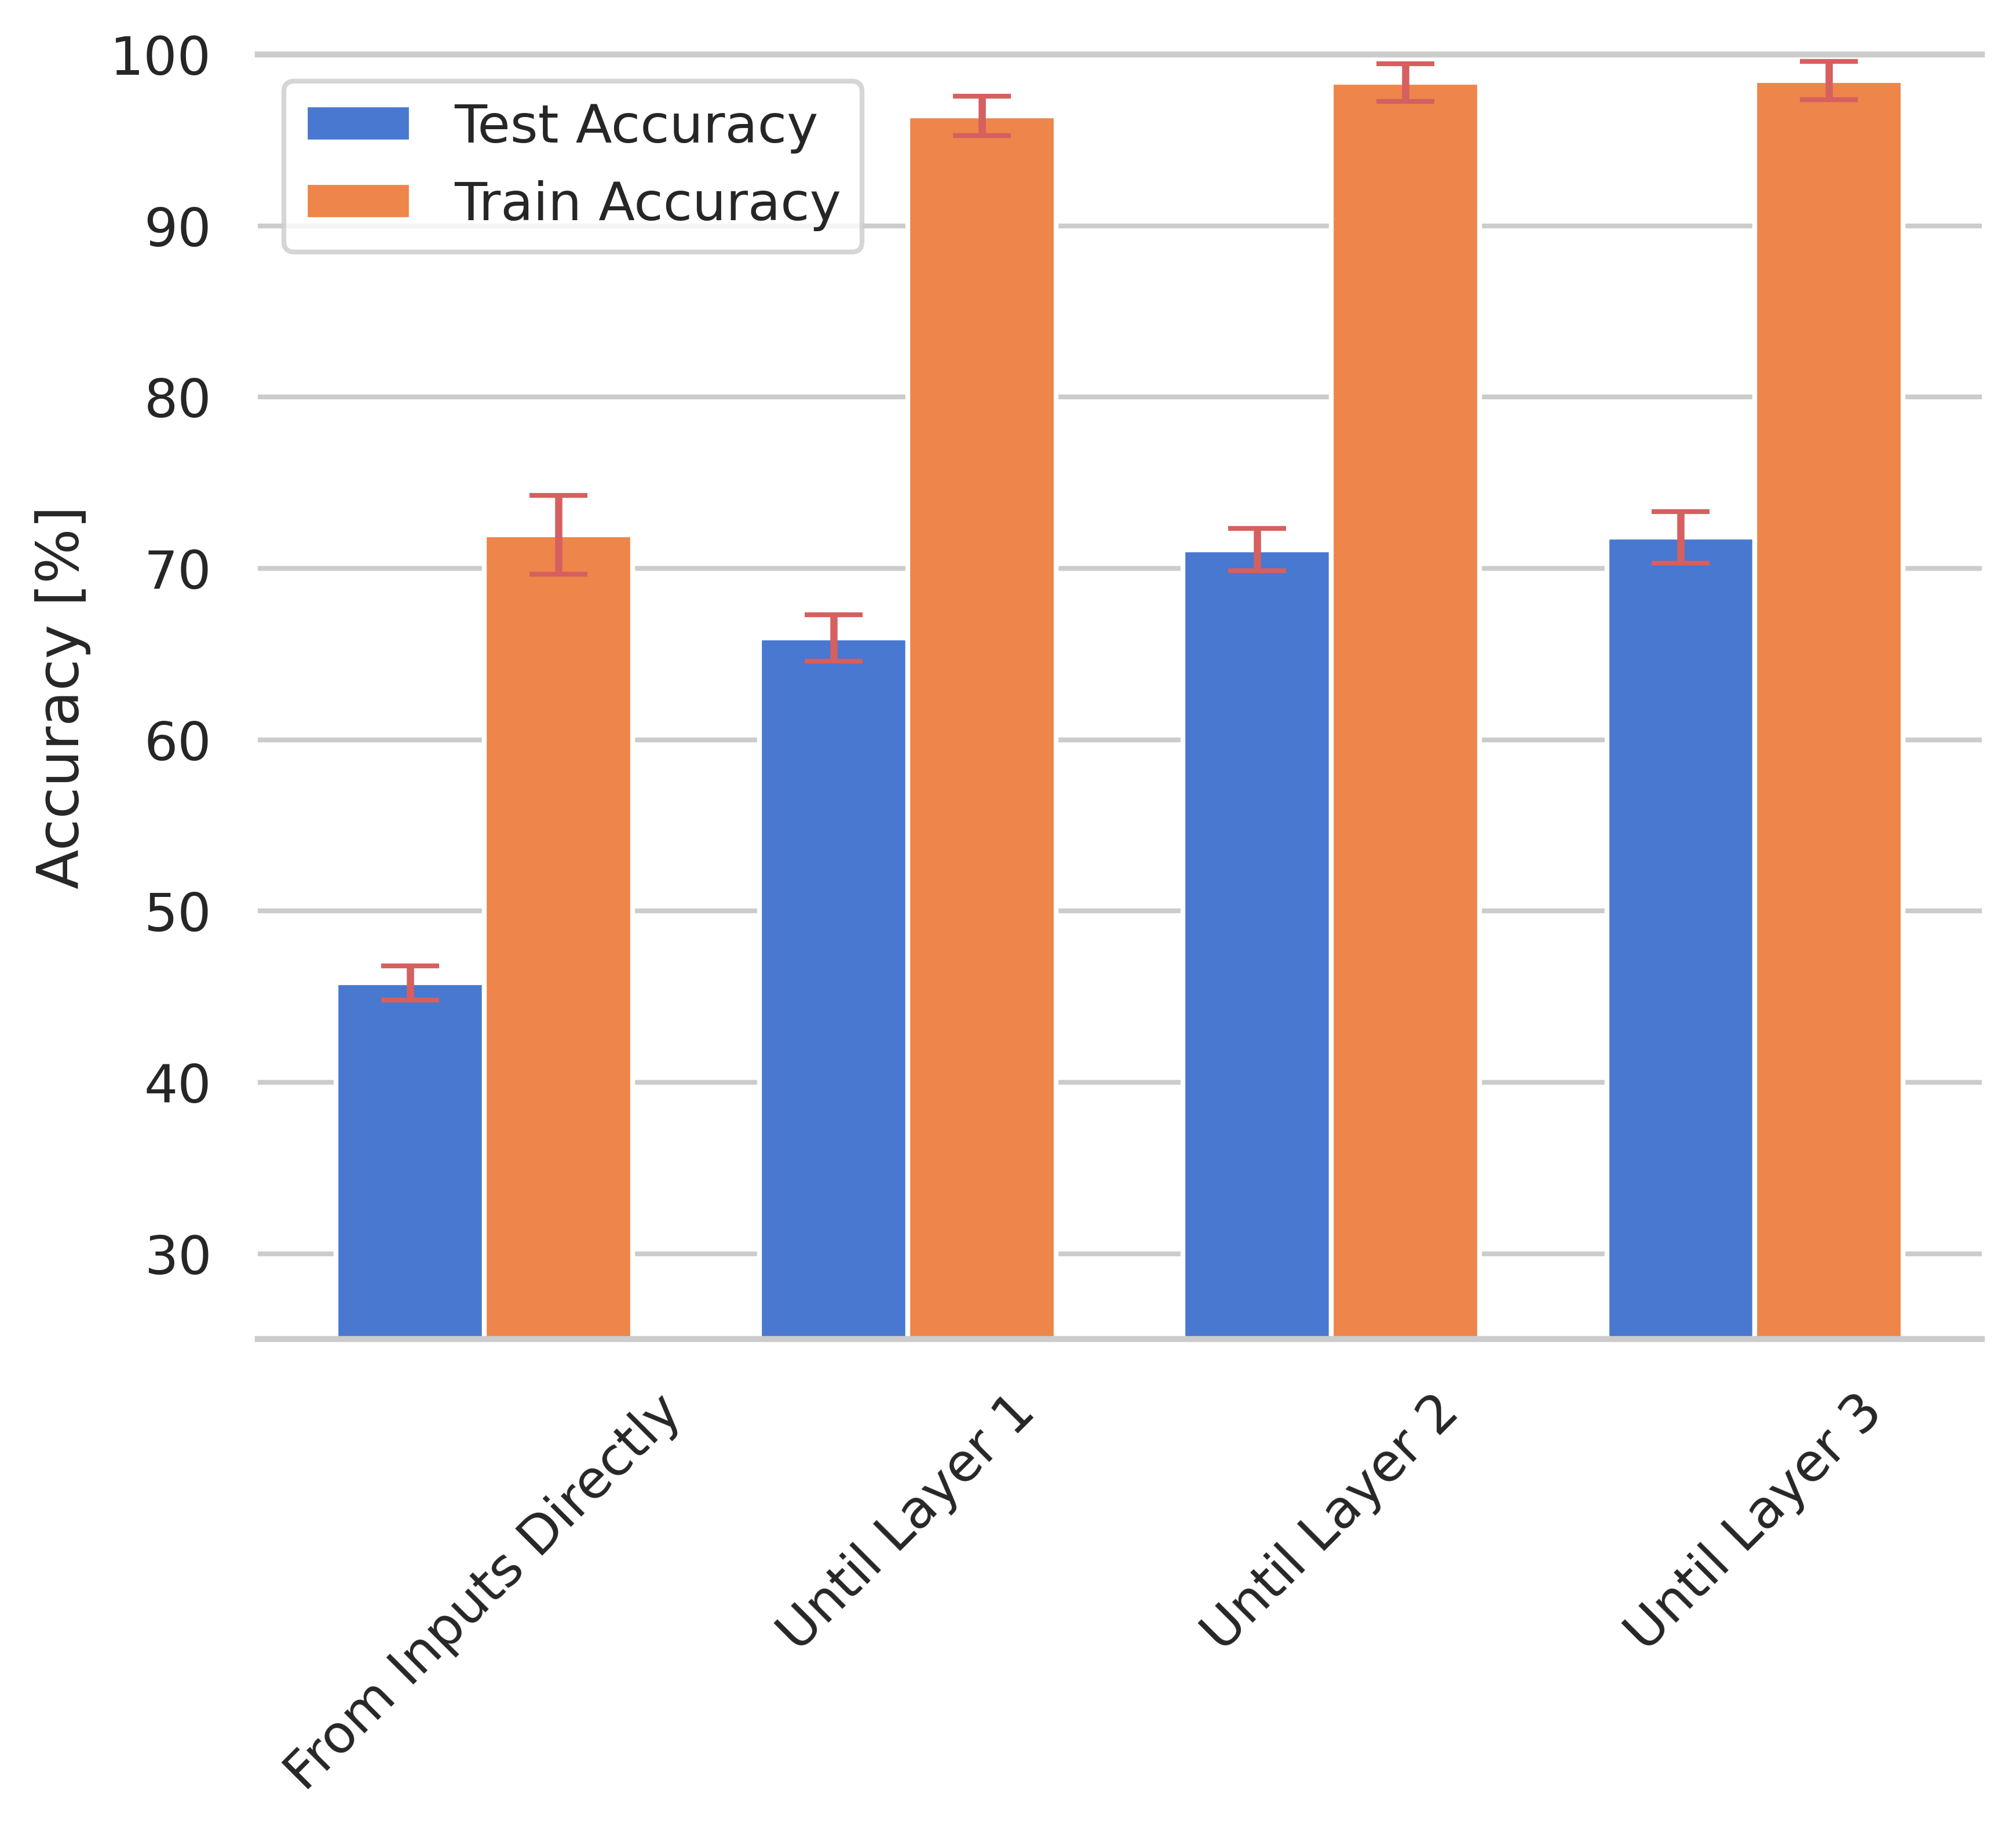 100
90
80
70
60
50
40
30
Accuracy [%]
Test Accuracy
Train Accuracy
From Inputs Directly
Until Layer 1
Until Layer 2
Until Layer 3